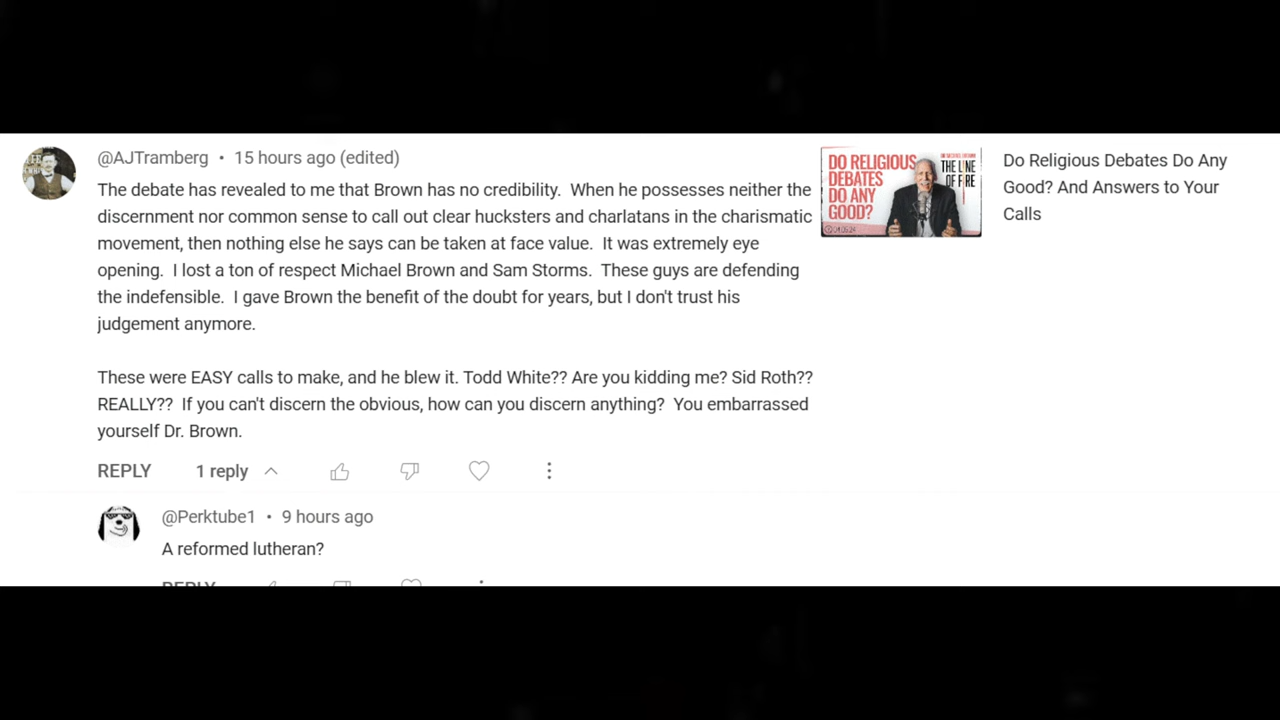 @AJTramberg • 15 hours ago (edited)
The debate has revealed to me that Brown has no credibility.  When he possesses neither the
discernment nor common sense to call out clear hucksters and charlatans in the charismatic
movement, then nothing else he says can be taken at face value.  It was extremely eye
opening.  I lost a ton of respect Michael Brown and Sam Storms.  These guys are defending
the indefensible.  I gave Brown the benefit of the doubt for years, but I don't trust his
judgement anymore.
These were EASY calls to make, and he blew it. Todd White?? Are you kidding me? Sid Roth??
REALLY??  If you can't discern the obvious, how can you discern anything?  You embarrassed
yourself Dr. Brown.
REPLY 1 reply
@Perktube1 • 9 hours ago
A reformed lutheran?
REPLY
DO RELIGIOUS
DEBATES
DO ANY
GOOD?
THE LINE
OF FIRE
Do Religious Debates Do Any
Good? And Answers to Your
Calls